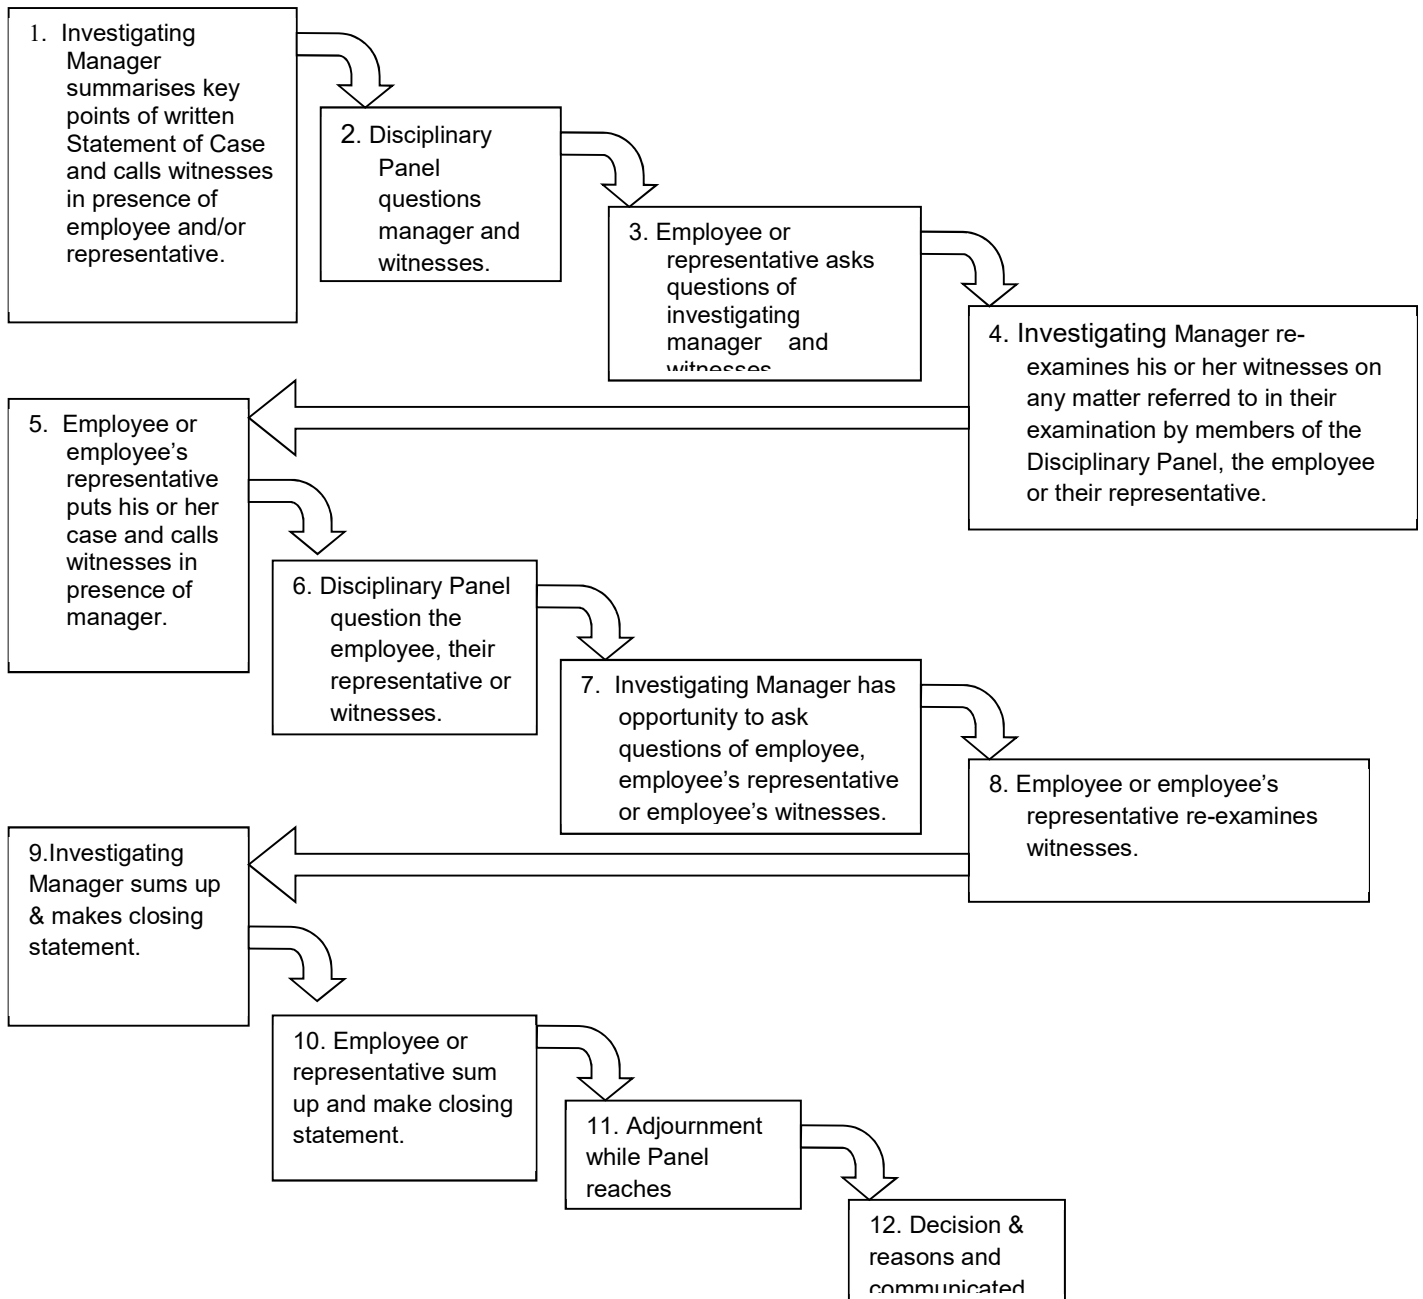 1. Investigating
Manager
summarises key
points of written
Statement of Case
and calls witnesses
in presence of
employee and/or
representative.
2. Disciplinary
Panel
questions
manager and
witnesses.
3. Employee or
representative asks
questions of
investigating
manager and
witnesses
4. Investigating Manager re-
examines his or her witnesses on
any matter referred to in their
examination by members of the
Disciplinary Panel, the employee
or their representative.
5. Employee or
employee’s
representative
puts his or her
case and calls
witnesses in
presence of
manager.
6. Disciplinary Panel
question the
employee, their
representative or
witnesses.
7. Investigating Manager has
opportunity to ask
questions of employee,
employee’s representative
or employee’s witnesses.
8. Employee or employee’s
representative re-examines
witnesses.
9.Investigating
Manager sums up
& makes closing
statement.
10. Employee or
representative sum
up and make closing
statement.
11. Adjournment
while Panel
reaches
12. Decision &
reasons and
communicated